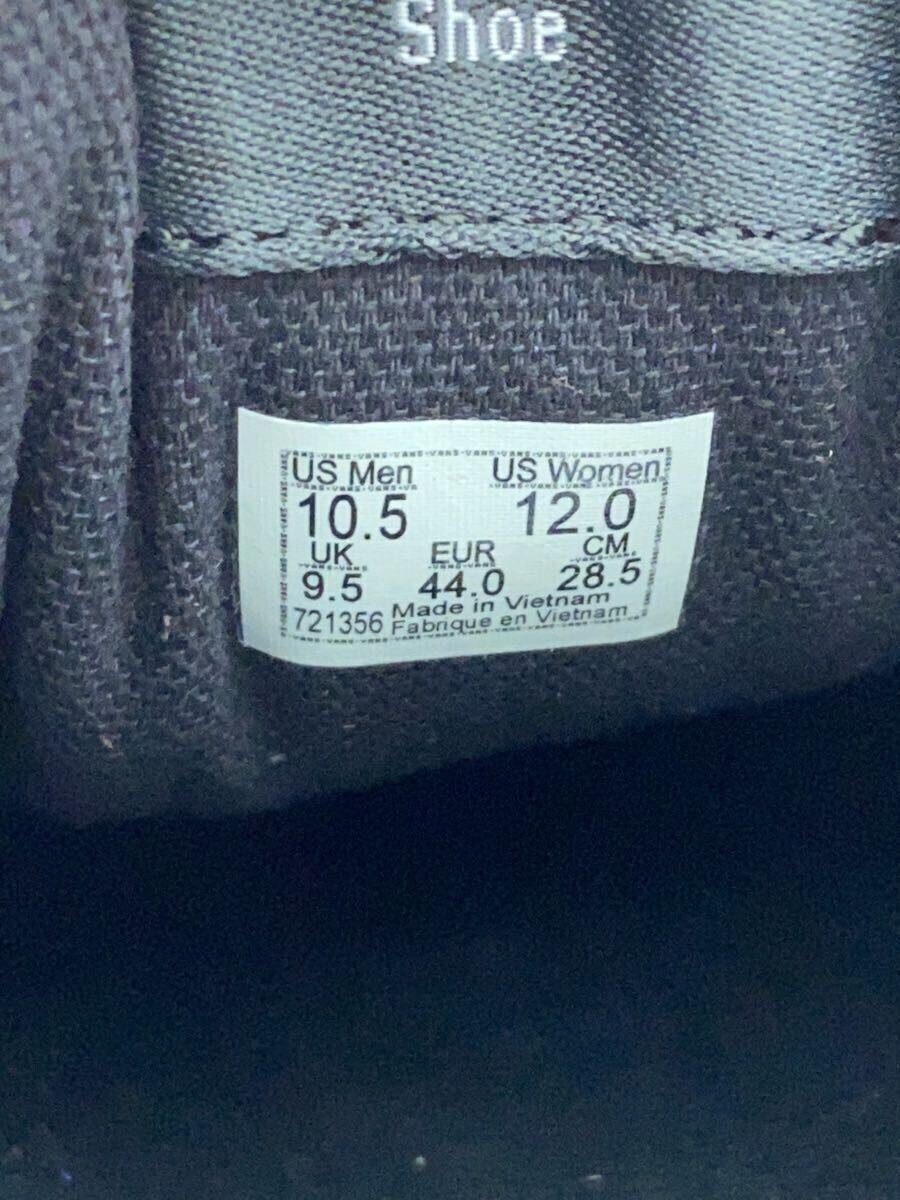 Shoe
US Men US Women
10.5 12.0
UK EUR CM
9.5 44.0 28.5
721356 Made in Vietnam
Fabrique en Vietnam